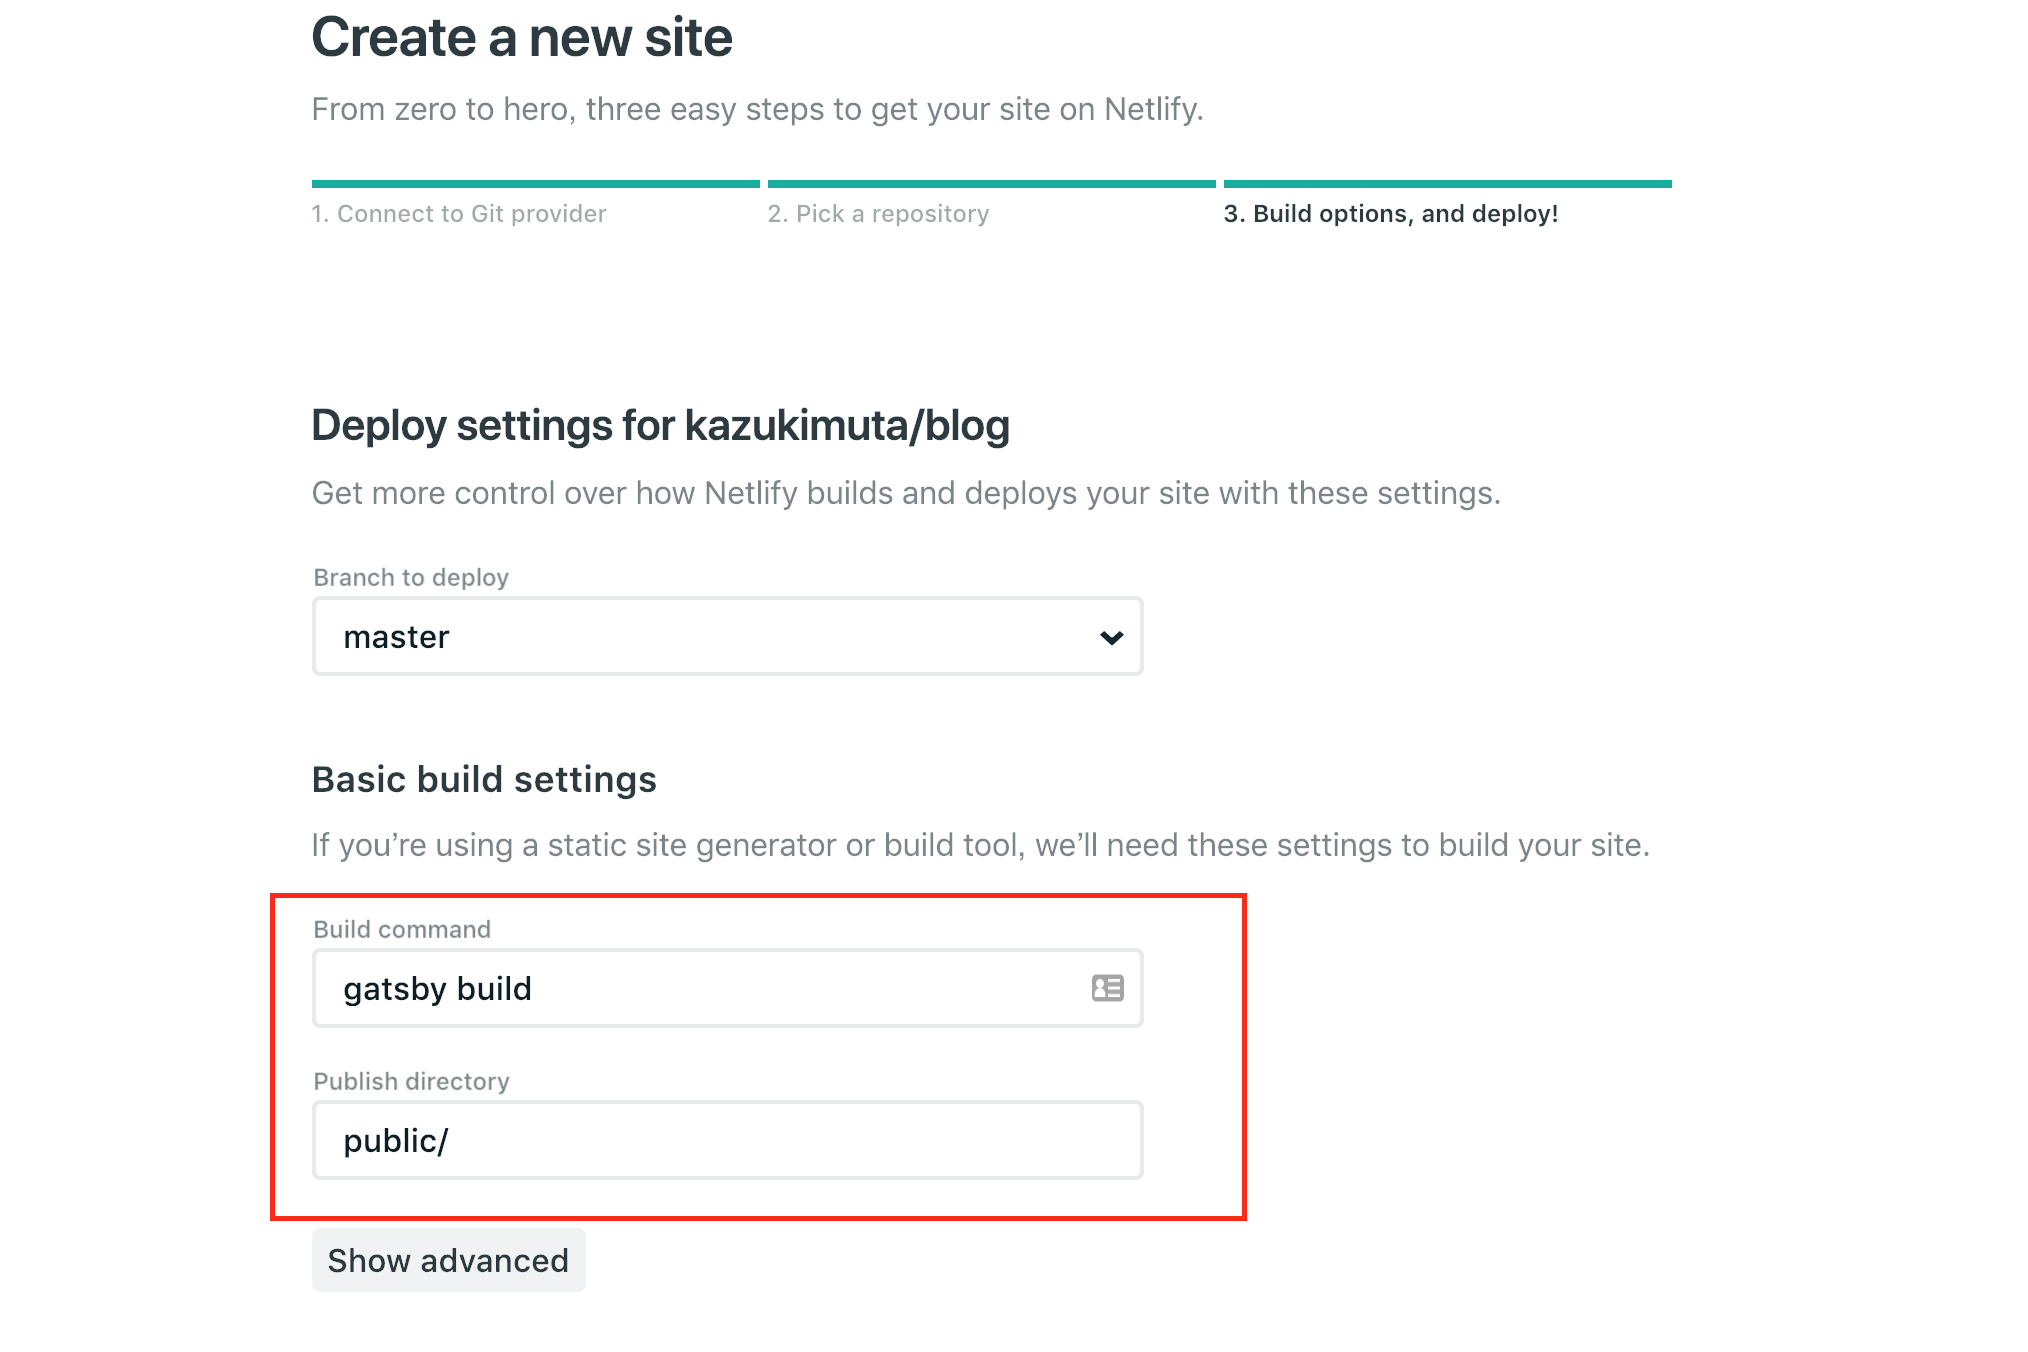 Create a new site
From zero to hero, three easy steps to get your site on Netlify.
1. Connect to Git provider
2. Pick a repository
3. Build options, and deploy!
Deploy settings for kazukimuta/blog
Get more control over how Netlify builds and deploys your site with these settings.
Branch to deploy
master
Basic build settings
If you’re using a static site generator or build tool, we’ll need these settings to build your site.
Build command
gatsby build
Publish directory
public/
Show advanced